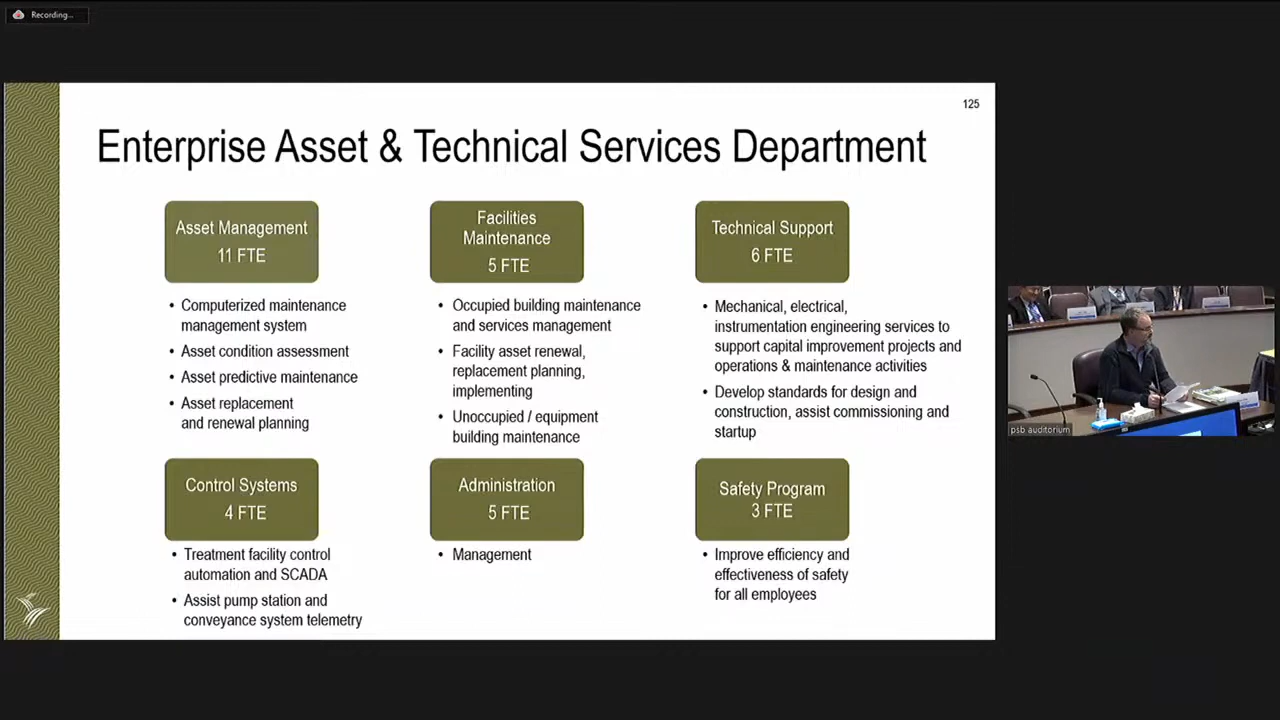 Recording...
125
Enterprise Asset & Technical Services Department
Asset Management
11 FTE
• Computerized maintenance
management system
• Asset condition assessment
• Asset predictive maintenance
• Asset replacement
and renewal planning
Facilities
Maintenance
5 FTE
• Occupied building maintenance
and services management
• Facility asset renewal,
replacement planning,
implementing
• Unoccupied / equipment
building maintenance
Technical Support
6 FTE
• Mechanical, electrical,
instrumentation engineering services to
support capital improvement projects and
operations & maintenance activities
• Develop standards for design and
construction, assist commissioning and
startup
Control Systems
4 FTE
• Treatment facility control
automation and SCADA
• Assist pump station and
conveyance system telemetry
Administration
5 FTE
• Management
Safety Program
3 FTE
• Improve efficiency and
effectiveness of safety
for all employees
psb auditorium